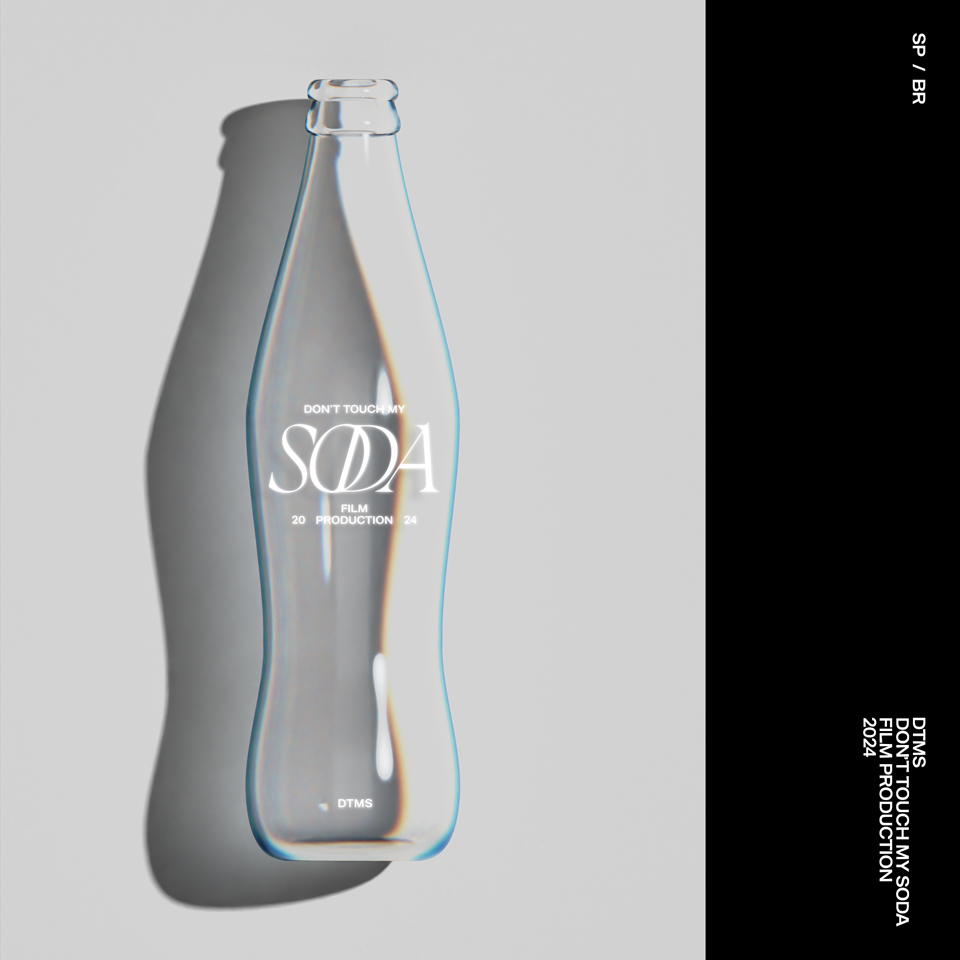 DON'T TOUCH MY
SODA
FILM
20 PRODUCTION 24
DTMS
SP / BR
DTMS
DON'T TOUCH MY SODA
FILM PRODUCTION
2024